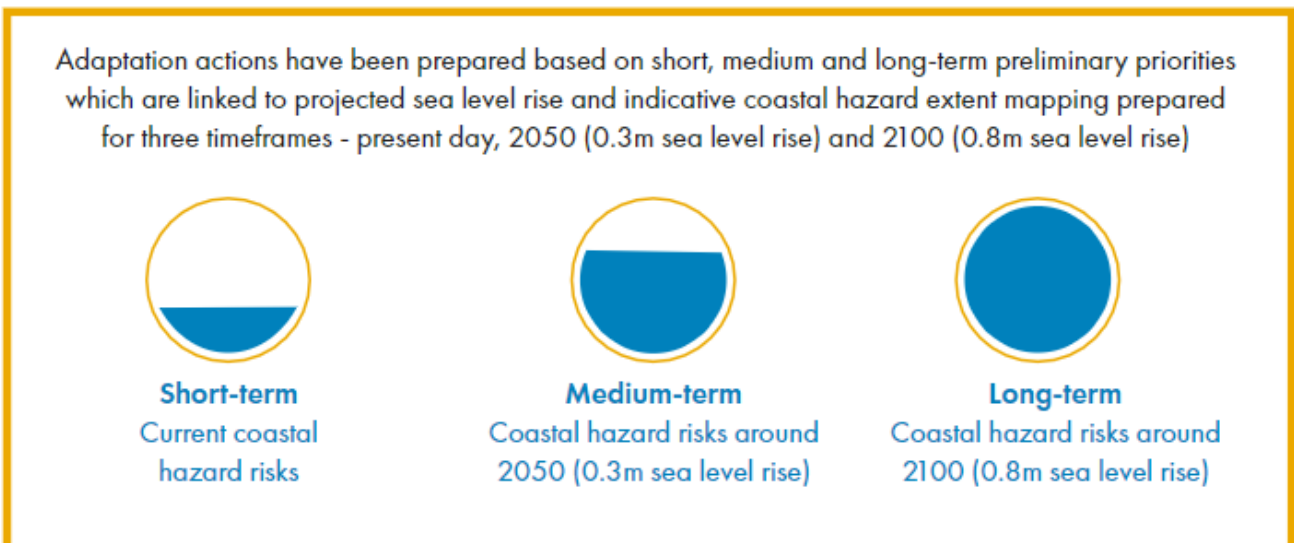 Adaptation actions have been prepared based on short, medium and long-term preliminary priorities
which are linked to projected sea level rise and indicative coastal hazard extent mapping prepared
for three timeframes - present day, 2050 (0.3m sea level rise) and 2100 (0.8m sea level rise)
Short-term
Current coastal
hazard risks
Medium-term
Coastal hazard risks around
2050 (0.3m sea level rise)
Long-term
Coastal hazard risks around
2100 (0.8m sea level rise)